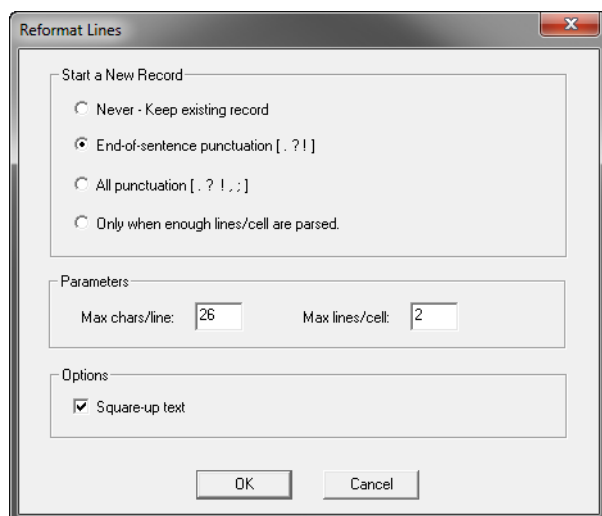 Reformat Lines
Start a New Record
Never - Keep existing record
End-of-sentence punctuation [ . ? ! ]
All punctuation [ . ? ! , ; ]
Only when enough lines/cell are parsed.
Parameters
Max chars/line: 26 Max lines/cell: 2
Options
Square-up text
OK Cancel